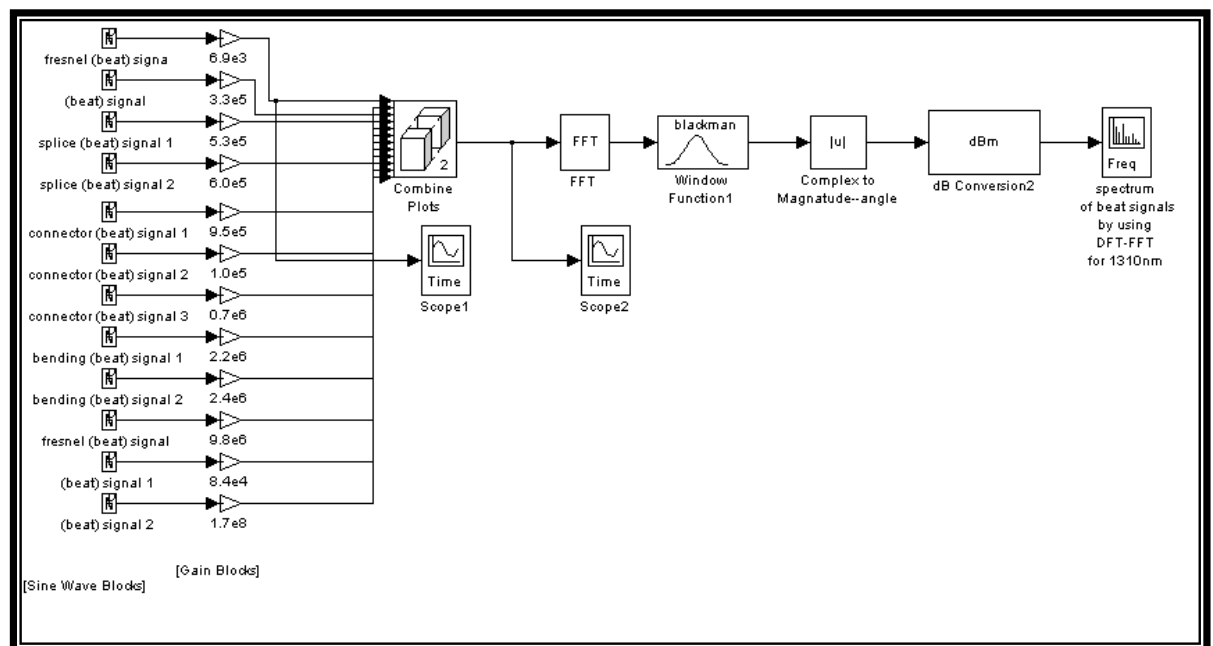 fresnel (beat) signa
6.9e3
(beat) signal
3.3e5
splice (beat) signal 1
5.3e5
splice (beat) signal 2
6.0e5
connector (beat) signal 1
9.5e5
connector (beat) signal 2
1.0e5
connector (beat) signal 3
0.7e6
bending (beat) signal 1
2.2e6
bending (beat) signal 2
2.4e6
fresnel (beat) signal
9.8e6
(beat) signal 1
8.4e4
(beat) signal 2
1.7e8
[Sine Wave Blocks]
[Gain Blocks]
2
Combine
Plots
Time
Scope1
Time
Scope2
FFT
FFT
blackman
Window
Function1
|u|
Complex to
Magnatude--angle
dBm
dB Conversion2
Freq
spectrum
of beat signals
by using
DFT-FFT
for 1310nm